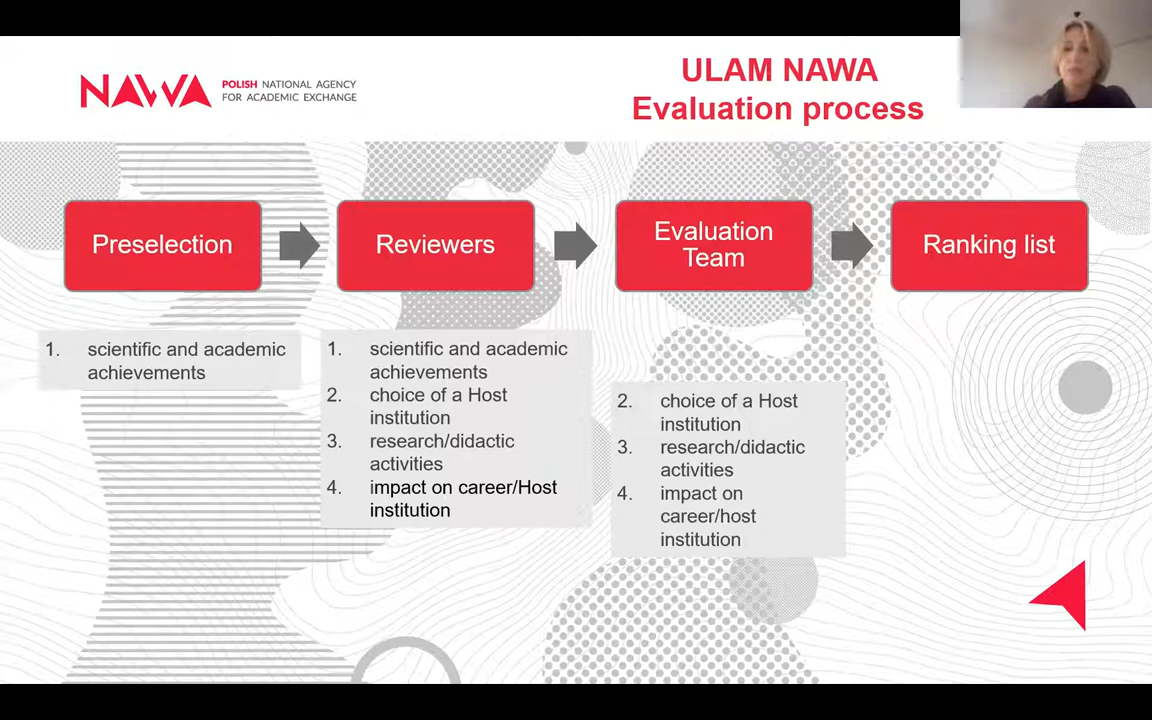 NAWA
POLISH NATIONAL AGENCY
FOR ACADEMIC EXCHANGE
ULAM NAWA
Evaluation process
Preselection
Reviewers
Evaluation
Team
Ranking list
1. scientific and academic
achievements
1. scientific and academic
achievements
2. choice of a Host
institution
3. research/didactic
activities
4. impact on career/Host
institution
2. choice of a Host
institution
3. research/didactic
activities
4. impact on
career/host
institution